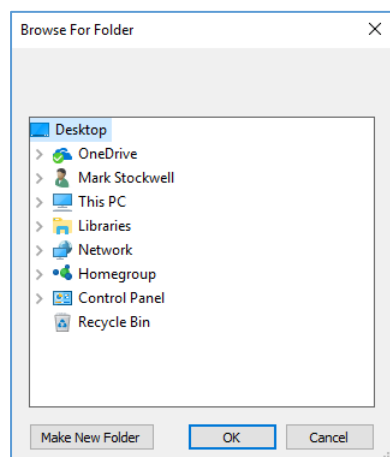 Browse For Folder
Desktop
OneDrive
Mark Stockwell
This PC
Libraries
Network
Homegroup
Control Panel
Recycle Bin
Make New Folder
OK
Cancel